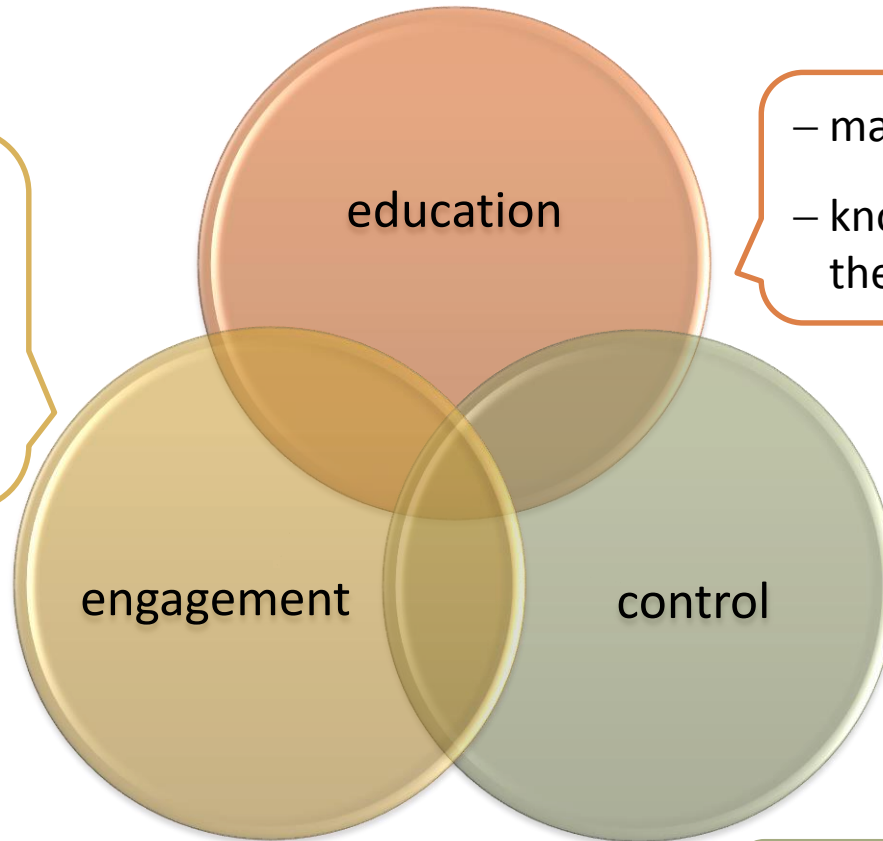 education
– ma
– kno
the
engagement
control